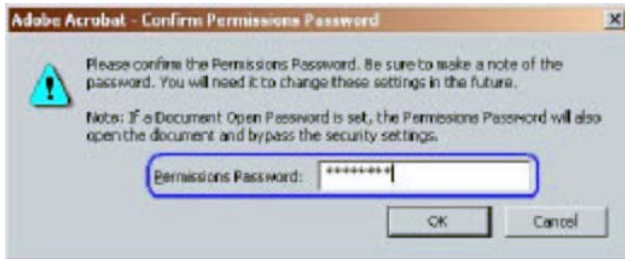 Adobe Acrobat - Confirm Permissions Password
Please confirm the Permissions Password. Be sure to make a note of the
password. You will need it to change these settings in the future.
Note: If a Document Open Password is set, the Permissions Password will also
open the document and bypass the security settings.
Permissions Password: ********
OK Cancel